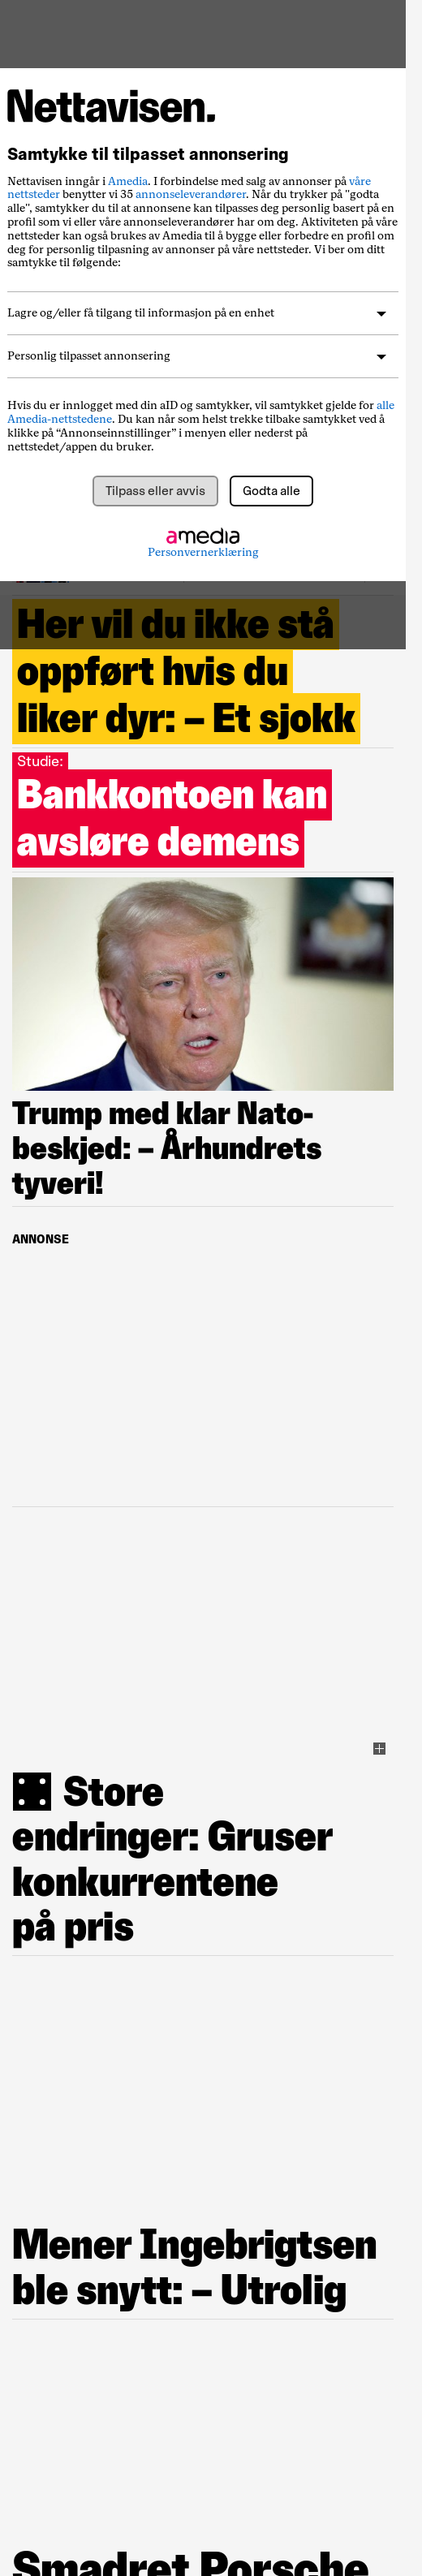 Nettavisen.
Samtykke til tilpasset annonsering
Nettavisen inngår i Amedia. I forbindelse med salg av annonser på våre
nettsteder benytter vi 35 annonseleverandører. Når du trykker på "godta
alle", samtykker du til at annonsene kan tilpasses deg personlig basert på en
profil som vi eller våre annonseleverandører har om deg. Aktiviteten på våre
nettsteder kan også brukes av Amedia til å bygge eller forbedre en profil om
deg for personlig tilpasning av annonser på våre nettsteder. Vi ber om ditt
samtykke til følgende:
Lagre og/eller få tilgang til informasjon på en enhet
Personlig tilpasset annonsering
Hvis du er innlogget med din aID og samtykker, vil samtykket gjelde for alle
Amedia-nettstedene. Du kan når som helst trekke tilbake samtykket ved å
klikke på “Annonseinnstillinger” i menyen eller nederst på
nettstedet/appen du bruker.
Tilpass eller avvis
Godta alle
amedia
Personvernerklæring
Her vil du ikke stå
oppført hvis du
liker dyr: – Et sjokk
Studie:
Bankkontoen kan
avsløre demens
Trump med klar Nato-
beskjed: – Århundrets
tyveri!
ANNONSE
Store
endringer: Gruser
konkurrentene
på pris
Mener Ingebrigtsen
ble snytt: – Utrolig
Smadret Porsche